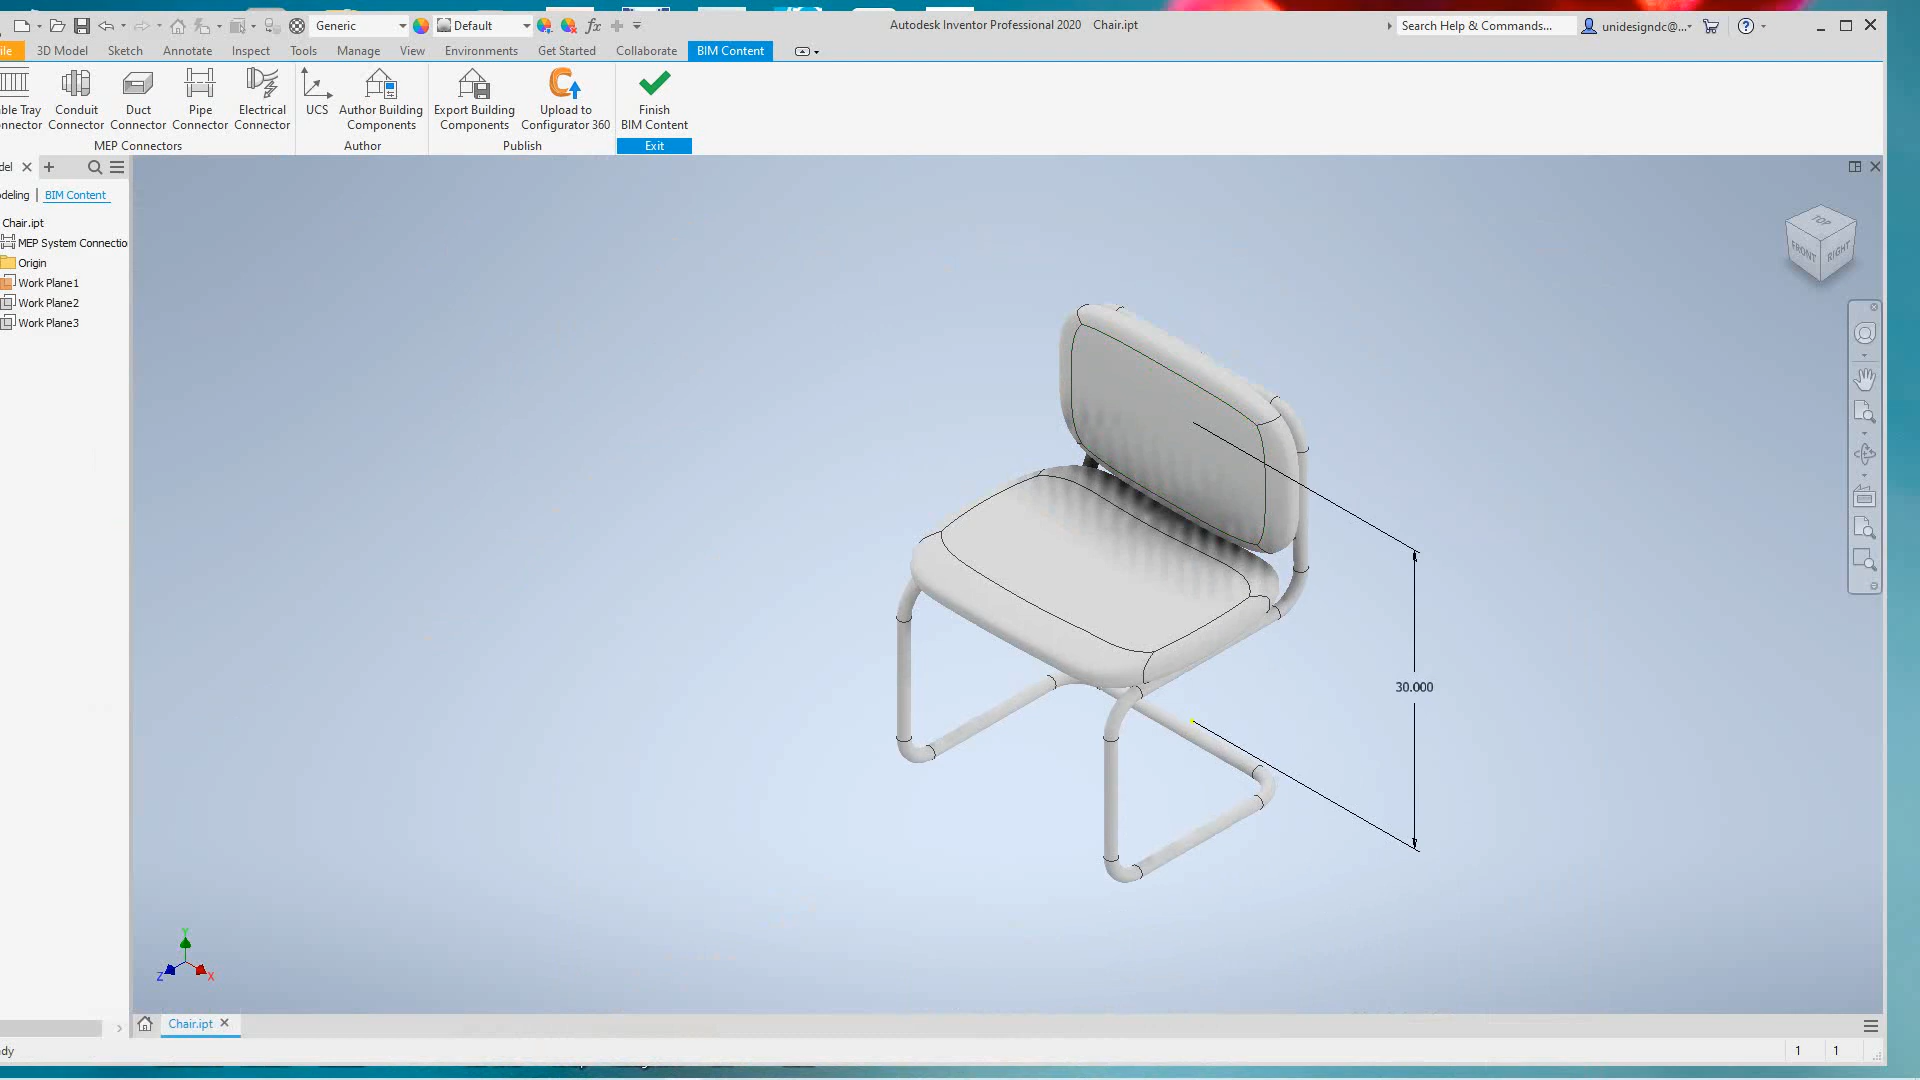 Generic
Default
Autodesk Inventor Professional 2020 Chair.ipt
Search Help & Commands...
unidesigndc@...
ile 3D Model Sketch Annotate Inspect Tools Manage View Environments Get Started Collaborate BIM Content
ble Tray
nnector
Conduit
Connector
Duct
Connector
Pipe
Connector
Electrical
Connector
UCS
Author Building
Components
Export Building
Components
Upload to
Configurator 360
Finish
BIM Content
MEP Connectors
Author
Publish
Exit
del
deling | BIM Content
Chair.ipt
MEP System Connectio
Origin
Work Plane1
Work Plane2
Work Plane3
TOP
FRONT
RIGHT
30.000
Y
Z
X
Chair.ipt
dy
1
1